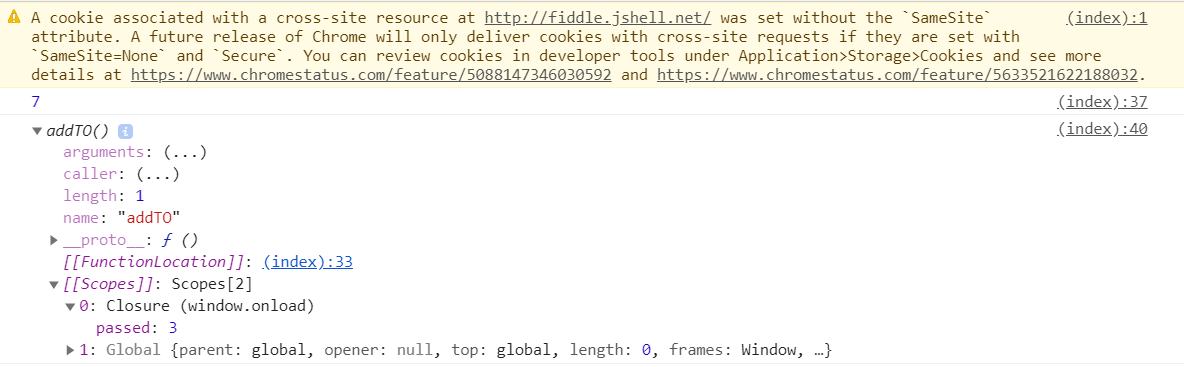 A cookie associated with a cross-site resource at http://fiddle.jshell.net/ was set without the `SameSite` (index):1
attribute. A future release of Chrome will only deliver cookies with cross-site requests if they are set with
`SameSite=None` and `Secure`. You can review cookies in developer tools under Application>Storage>Cookies and see more
details at https://www.chromestatus.com/feature/5088147346030592 and https://www.chromestatus.com/feature/5633521622188032.
7 (index):37
addTO() i (index):40
arguments: (...)
caller: (...)
length: 1
name: "addTO"
__proto__: ƒ ()
[[FunctionLocation]]: (index):33
[[Scopes]]: Scopes[2]
0: Closure (window.onload)
passed: 3
1: Global {parent: global, opener: null, top: global, length: 0, frames: Window, …}